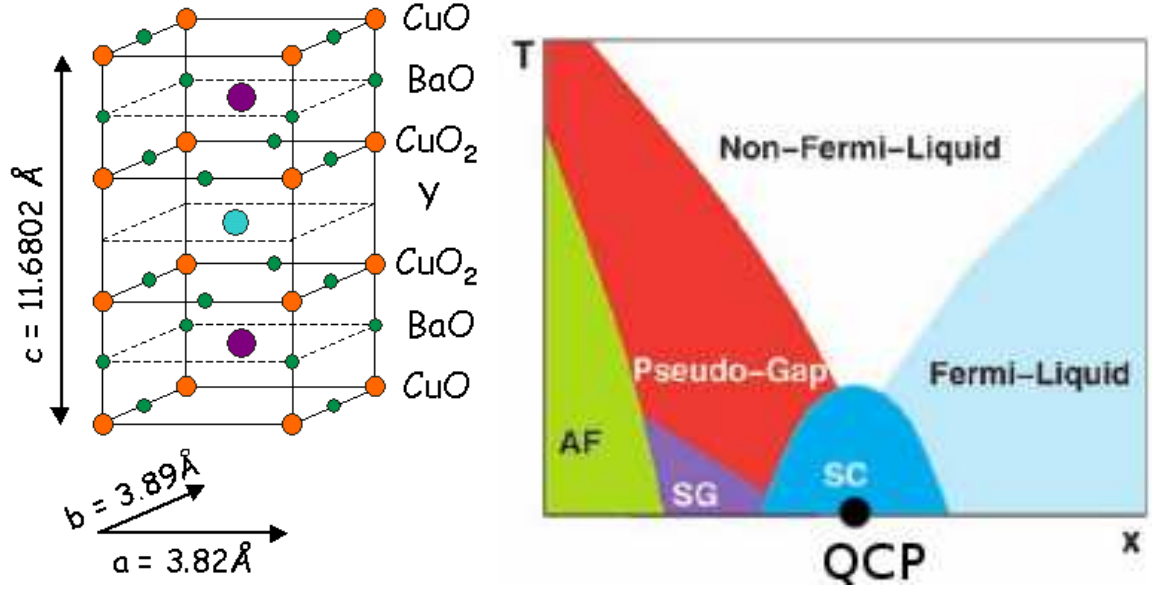 CuO
BaO
CuO₂
Y
CuO₂
BaO
CuO
c = 11.6802 Å
b = 3.89Å
a = 3.82Å
T
Non-Fermi-Liquid
Pseudo-Gap
Fermi-Liquid
AF
SG
SC
x
QCP